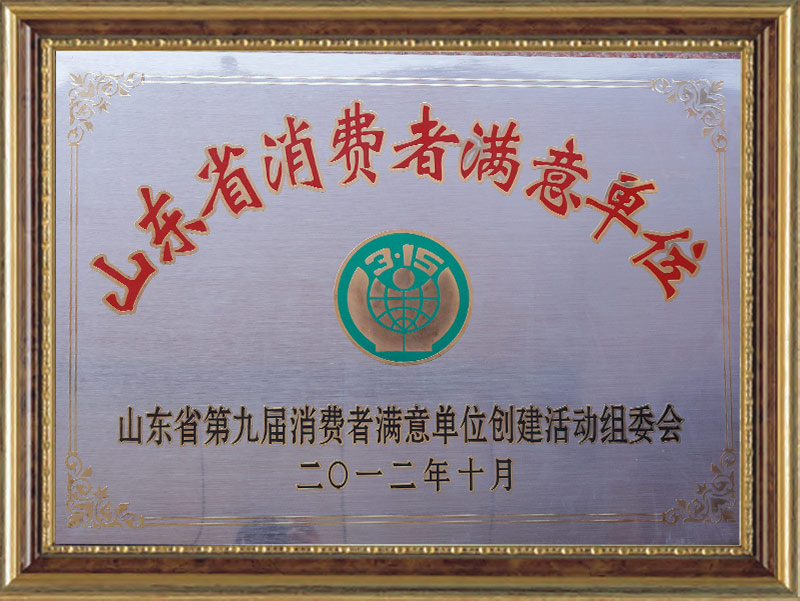 山东省消费者满意单位
3·15
山东省第九届消费者满意单位创建活动组委会
二〇一二年十月